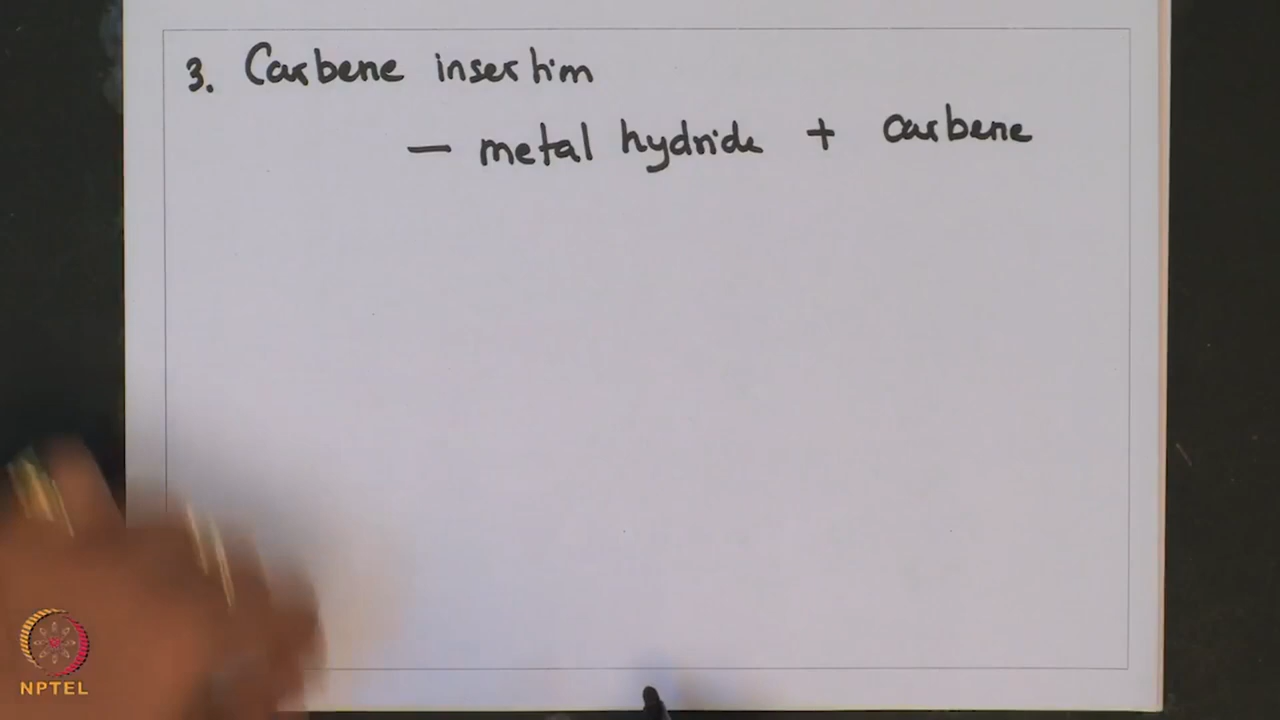 3. Carbene insertion
— metal hydride + carbene
NPTEL